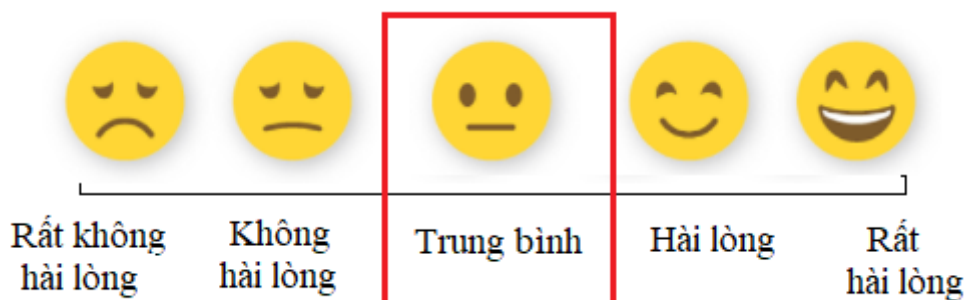 Rất không
hài lòng
Không
hài lòng
Trung bình
Hài lòng
Rất
hài lòng